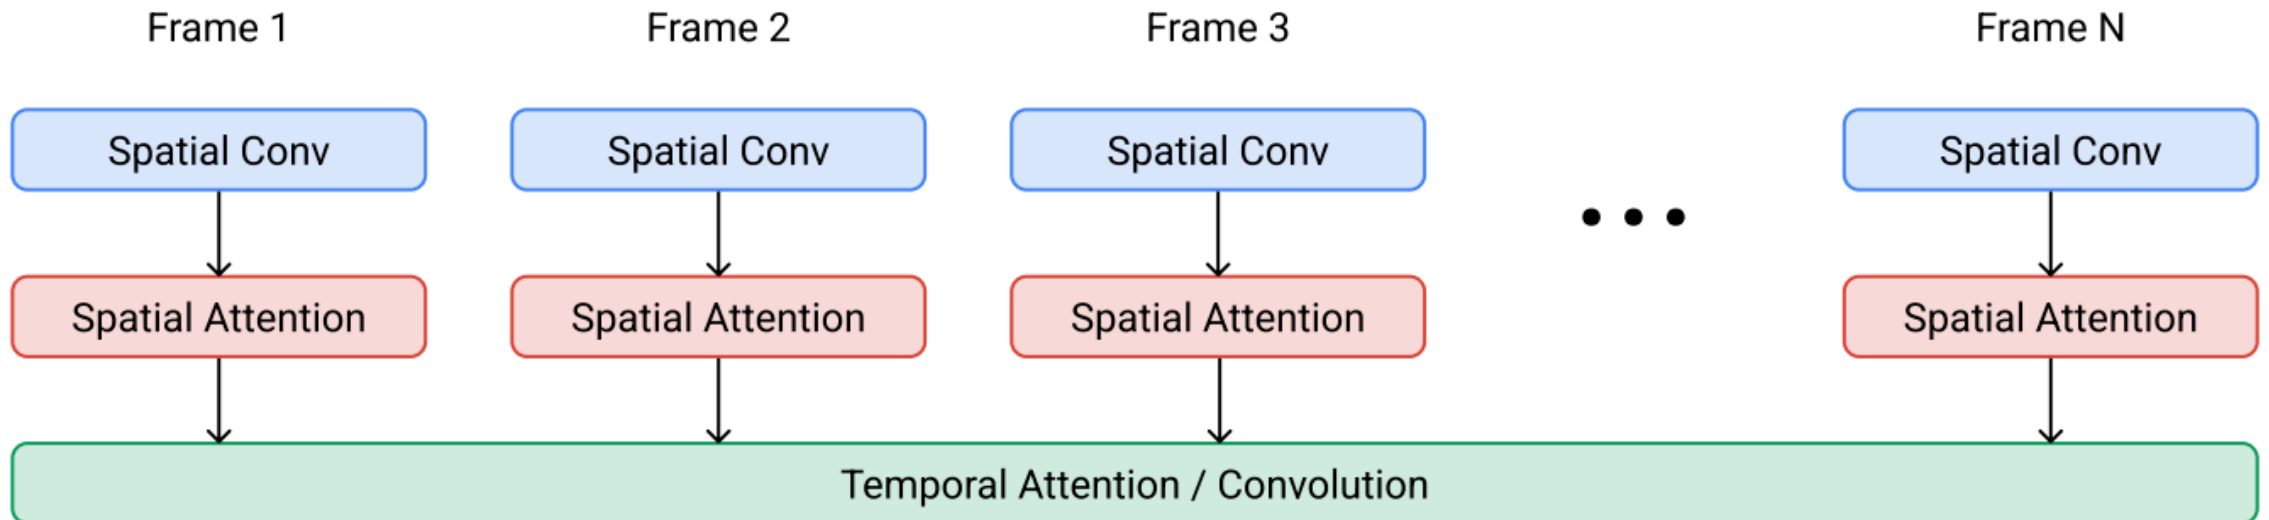 Frame 1
Frame 2
Frame 3
Frame N
Spatial Conv
Spatial Conv
Spatial Conv
Spatial Conv
Spatial Attention
Spatial Attention
Spatial Attention
Spatial Attention
Temporal Attention / Convolution